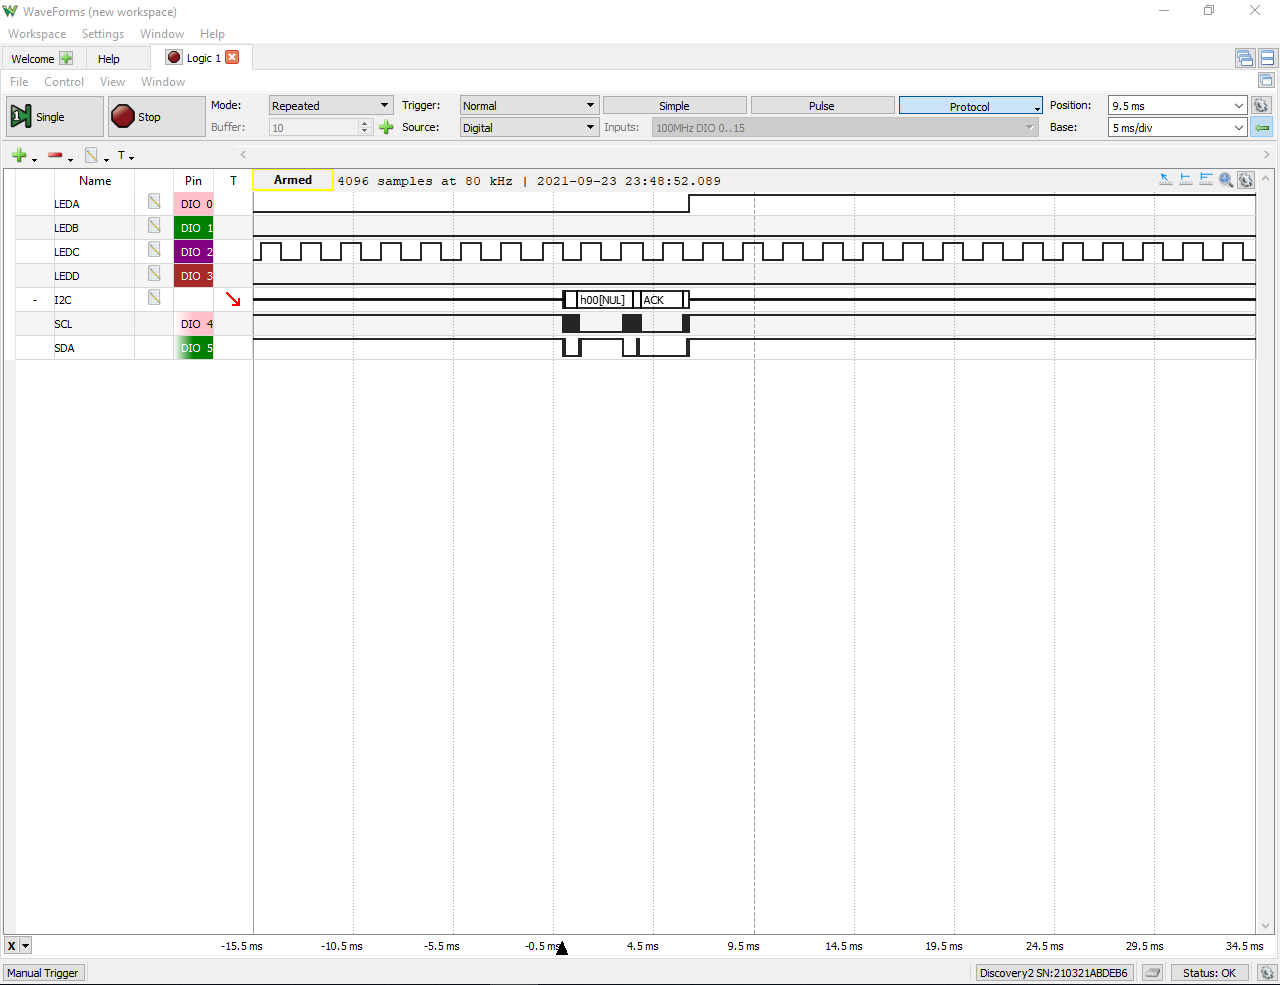 WaveForms (new workspace)
Workspace Settings Window Help
Welcome Help Logic 1
File Control View Window
Single Stop Mode: Repeated Trigger: Normal Simple Pulse Protocol Position: 9.5 ms
Buffer: 10 Source: Digital Inputs: 100MHz DIO 0..15 Base: 5 ms/div
T
Name Pin T Armed 4096 samples at 80 kHz | 2021-09-23 23:48:52.089
LEDA DIO 0
LEDB DIO 1
LEDC DIO 2
LEDD DIO 3
- I2C h00[NUL] ACK
SCL DIO 4
SDA DIO 5
X -15.5 ms -10.5 ms -5.5 ms -0.5 ms 4.5 ms 9.5 ms 14.5 ms 19.5 ms 24.5 ms 29.5 ms 34.5 ms
Manual Trigger Discovery2 SN:210321ABDEB6 Status: OK